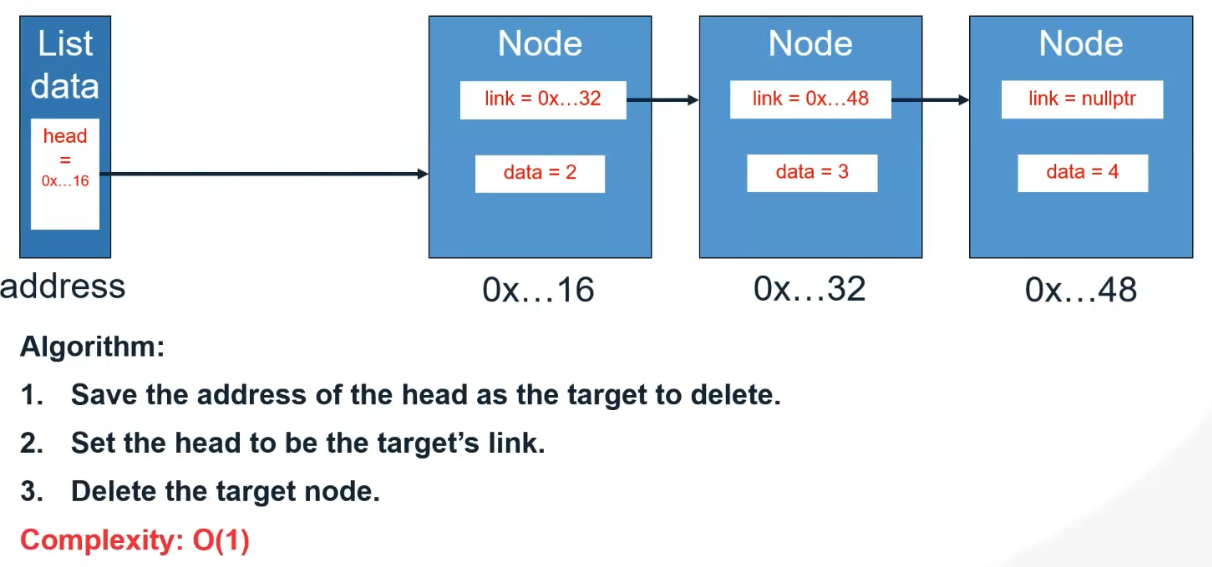 List
data
head
=
0x...16
Node
link = 0x...32
data = 2
Node
link = 0x...48
data = 3
Node
link = nullptr
data = 4
address
0x...16
0x...32
0x...48
Algorithm:
1. Save the address of the head as the target to delete.
2. Set the head to be the target’s link.
3. Delete the target node.
Complexity: O(1)